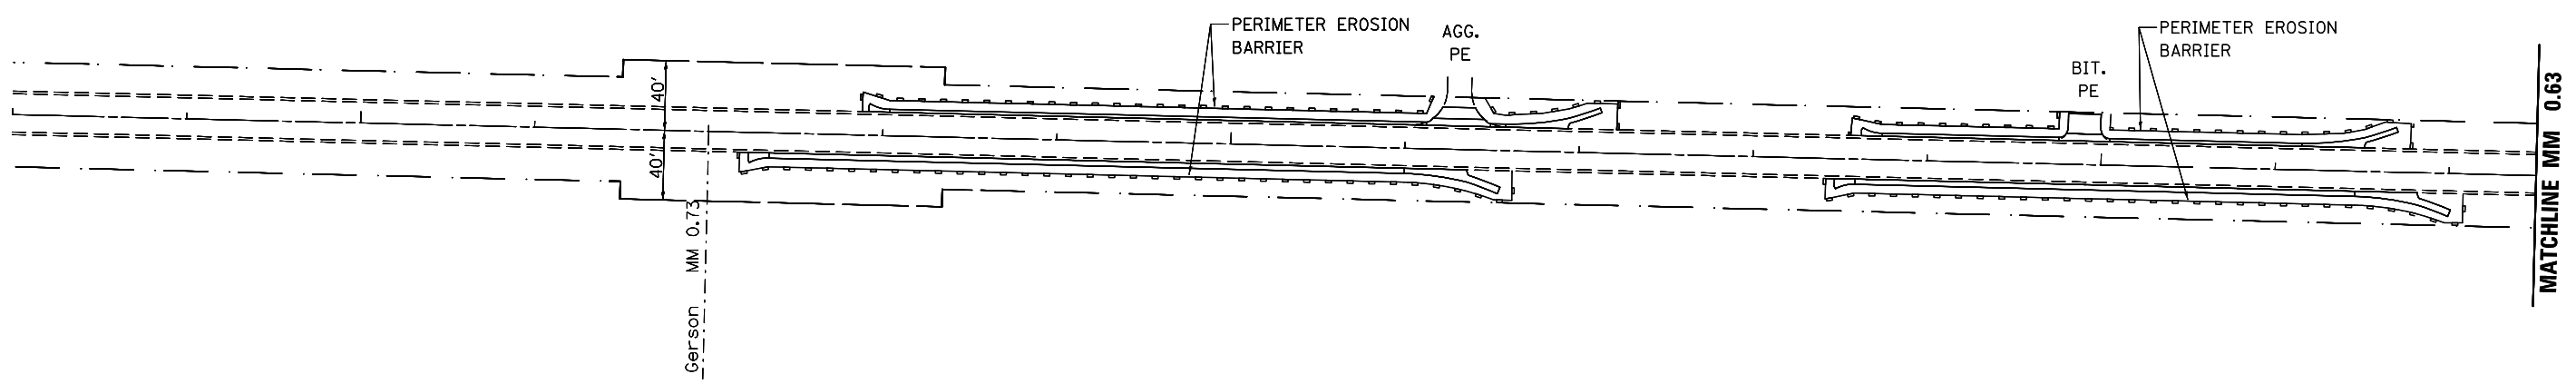 PERIMETER EROSION
BARRIER
AGG.
PE
PERIMETER EROSION
BARRIER
BIT.
PE
40'
40'
Gerson MM 0.73
MATCHLINE MM 0.63